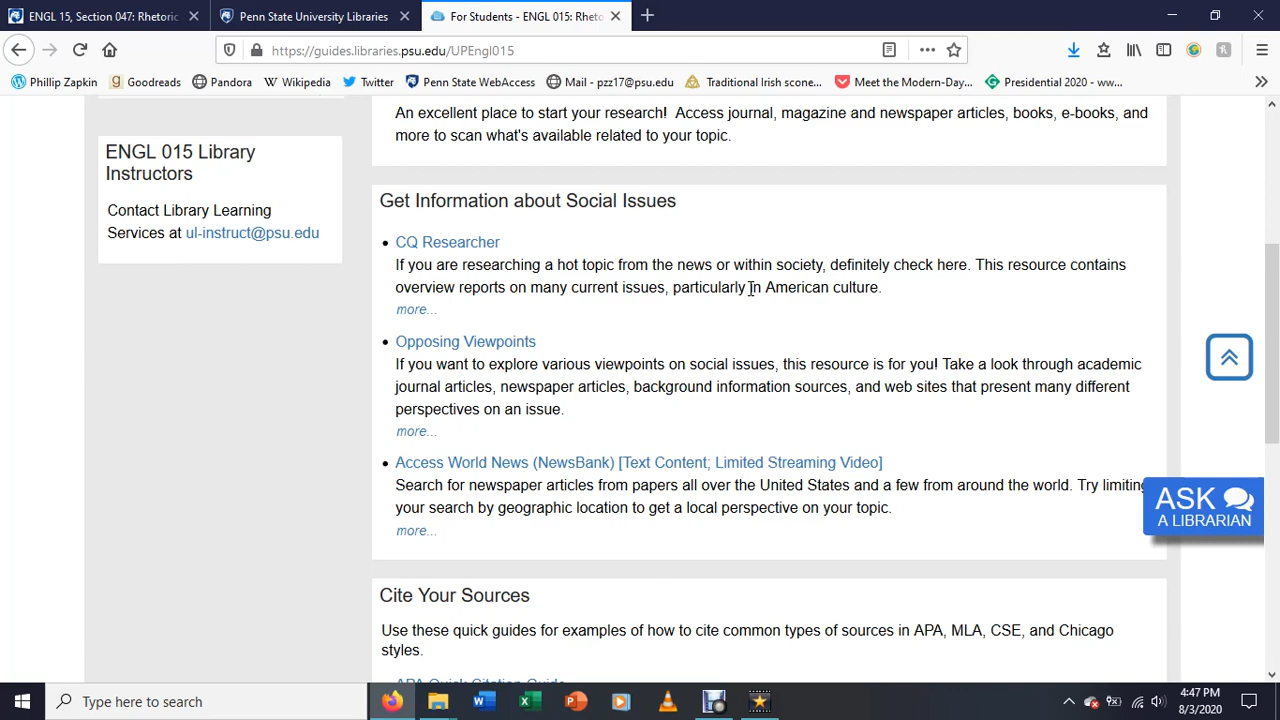 ENGL 15, Section 047: Rhetoric
Penn State University Libraries
For Students - ENGL 015: Rheto
https://guides.libraries.psu.edu/UPEngl015
Phillip Zapkin
Goodreads
Pandora
Wikipedia
Twitter
Penn State WebAccess
Mail - pzz17@psu.edu
Traditional Irish scone...
Meet the Modern-Day...
Presidential 2020 - ww...
An excellent place to start your research! Access journal, magazine and newspaper articles, books, e-books, and
more to scan what's available related to your topic.
ENGL 015 Library
Instructors
Contact Library Learning
Services at ul-instruct@psu.edu
Get Information about Social Issues
CQ Researcher
If you are researching a hot topic from the news or within society, definitely check here. This resource contains
overview reports on many current issues, particularly in American culture.
more...
Opposing Viewpoints
If you want to explore various viewpoints on social issues, this resource is for you! Take a look through academic
journal articles, newspaper articles, background information sources, and web sites that present many different
perspectives on an issue.
more...
Access World News (NewsBank) [Text Content; Limited Streaming Video]
Search for newspaper articles from papers all over the United States and a few from around the world. Try limiting
your search by geographic location to get a local perspective on your topic.
more...
ASK
A LIBRARIAN
Cite Your Sources
Use these quick guides for examples of how to cite common types of sources in APA, MLA, CSE, and Chicago
styles.
APA Quick Citation Guide
Type here to search
4:47 PM
8/3/2020